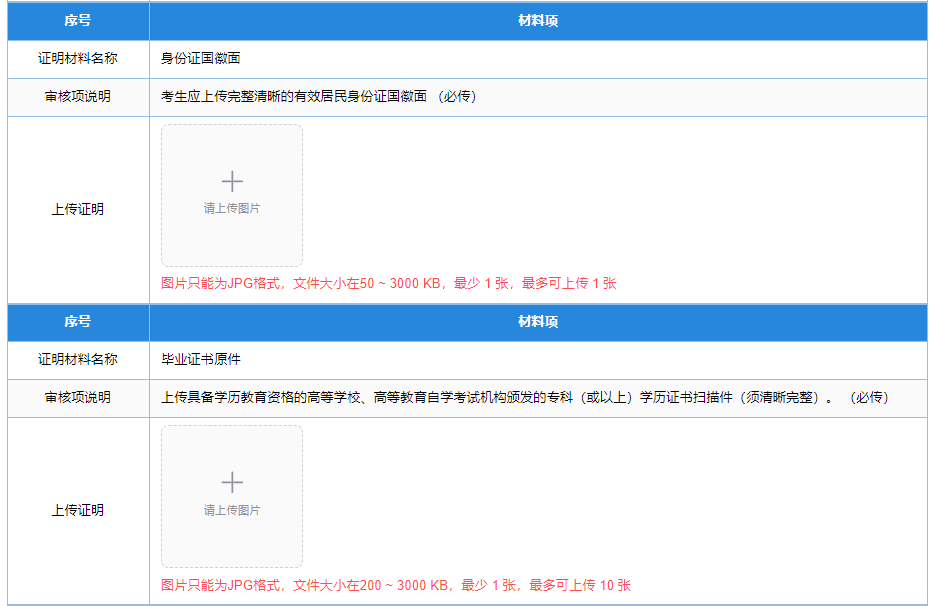 序号 材料项
证明材料名称 身份证国徽面
审核项说明 考生应上传完整清晰的有效居民身份证国徽面 （必传）
上传证明
请上传图片
图片只能为JPG格式，文件大小在50 ~ 3000 KB，最少 1 张，最多可上传 1 张
序号 材料项
证明材料名称 毕业证书原件
审核项说明 上传具备学历教育资格的高等学校、高等教育自学考试机构颁发的专科（或以上）学历证书扫描件（须清晰完整）。 （必传）
上传证明
请上传图片
图片只能为JPG格式，文件大小在200 ~ 3000 KB，最少 1 张，最多可上传 10 张